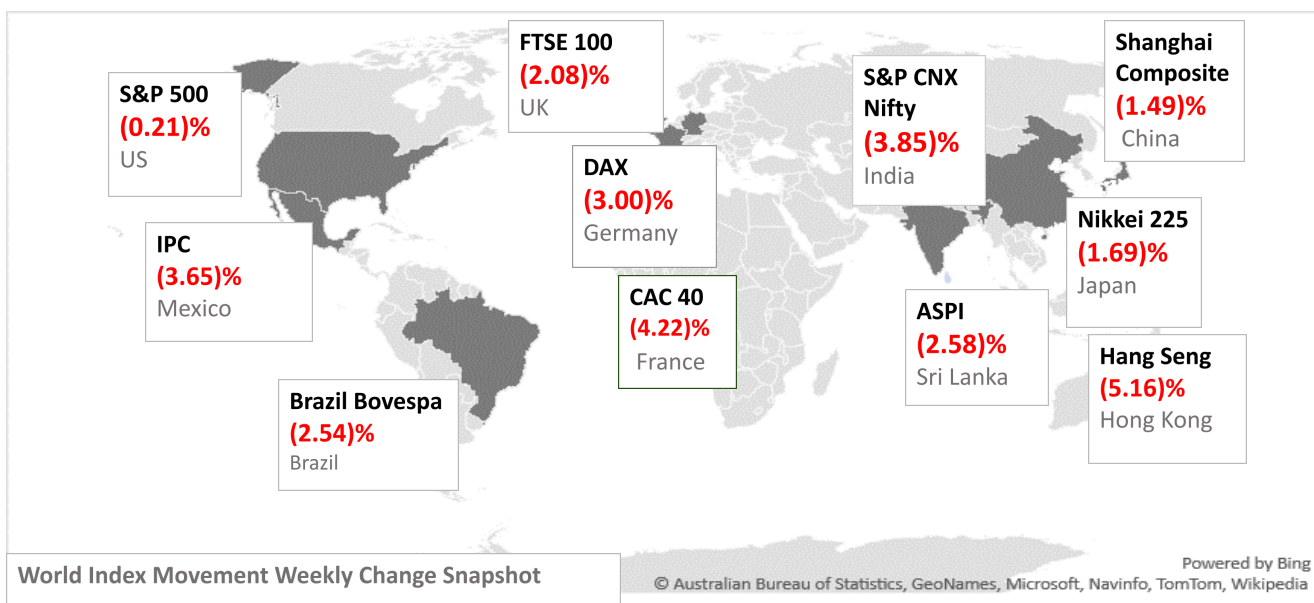 S&P 500
(0.21)%
US
IPC
(3.65)%
Mexico
Brazil Bovespa
(2.54)%
Brazil
FTSE 100
(2.08)%
UK
DAX
(3.00)%
Germany
CAC 40
(4.22)%
France
S&P CNX
Nifty
(3.85)%
India
ASPI
(2.58)%
Sri Lanka
Shanghai
Composite
(1.49)%
China
Nikkei 225
(1.69)%
Japan
Hang Seng
(5.16)%
Hong Kong
World Index Movement Weekly Change Snapshot
Powered by Bing
© Australian Bureau of Statistics, GeoNames, Microsoft, Navinfo, TomTom, Wikipedia